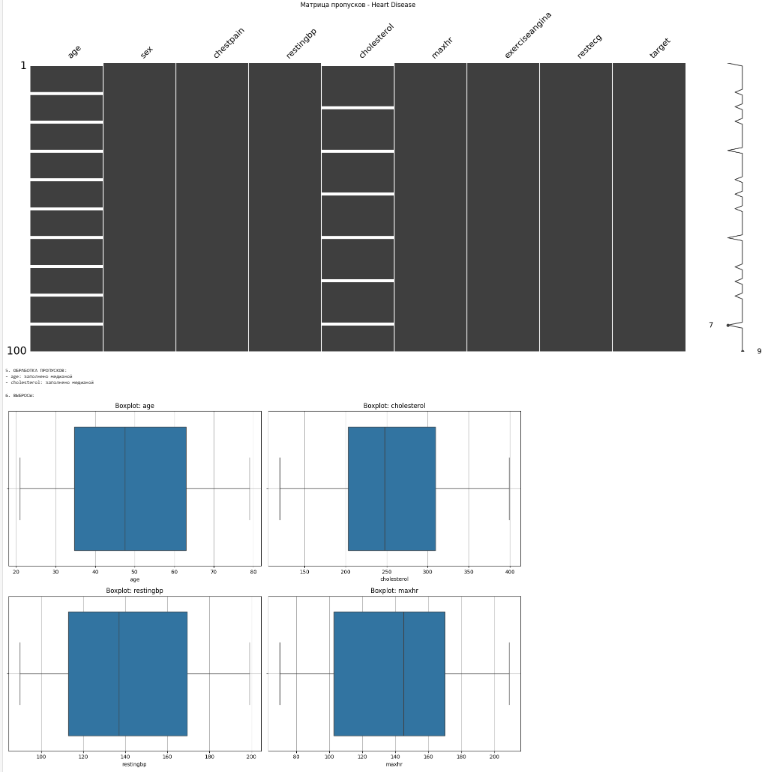 Матрица пропусков - Heart Disease
age sex chestpain restingbp cholesterol maxhr exerciseangina restecg target
1
7
9
100
5. ОБРАБОТКА ПРОПУСКОВ:
- age: заполнено медианой
- cholesterol: заполнено медианой
6. ВЫБРОСЫ:
Boxplot: age Boxplot: cholesterol
20 30 40 50 60 70 80 150 200 250 300 350 400
age cholesterol
Boxplot: restingbp Boxplot: maxhr
100 120 140 160 180 200 80 100 120 140 160 180 200
restingbp maxhr